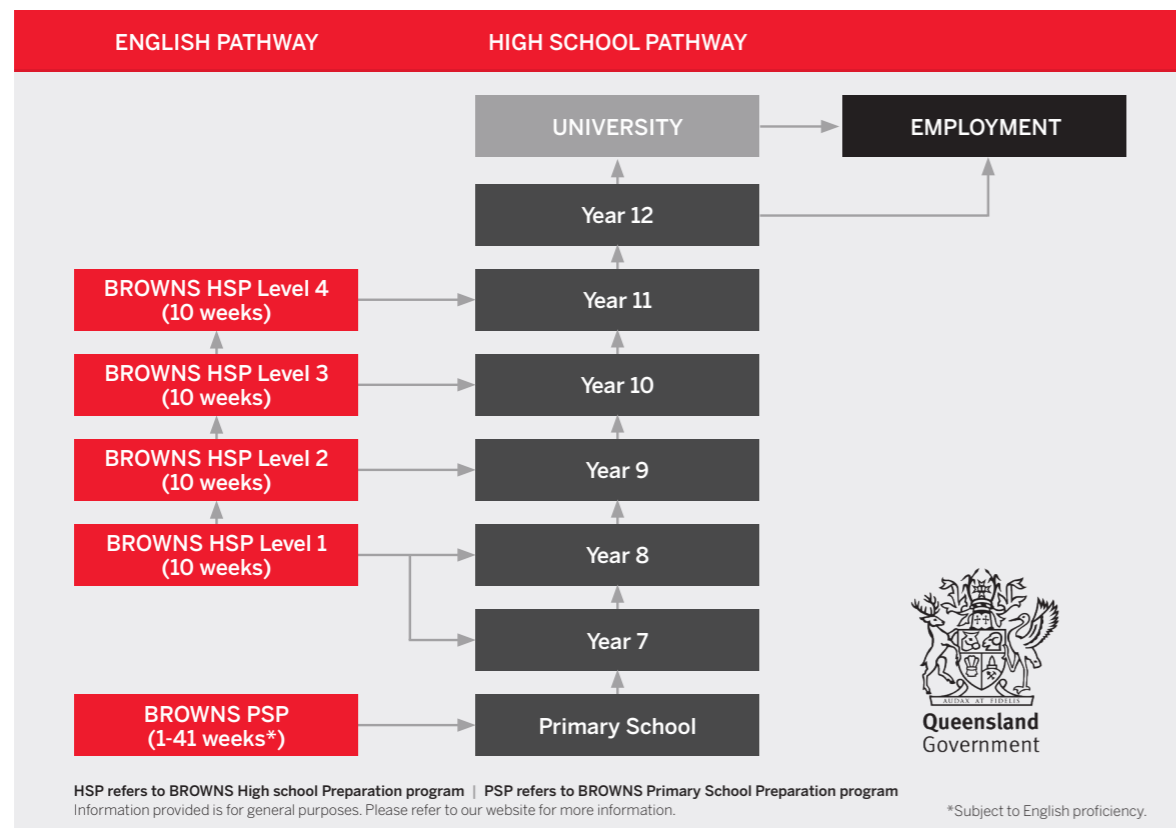 ENGLISH PATHWAY
HIGH SCHOOL PATHWAY
UNIVERSITY
EMPLOYMENT
Year 12
BROWNS HSP Level 4
(10 weeks)
Year 11
BROWNS HSP Level 3
(10 weeks)
Year 10
BROWNS HSP Level 2
(10 weeks)
Year 9
BROWNS HSP Level 1
(10 weeks)
Year 8
Year 7
BROWNS PSP
(1-41 weeks*)
Primary School
AUDAX AT FIDELIS
Queensland
Government
HSP refers to BROWNS High school Preparation program | PSP refers to BROWNS Primary School Preparation program
Information provided is for general purposes. Please refer to our website for more information.
*Subject to English proficiency.